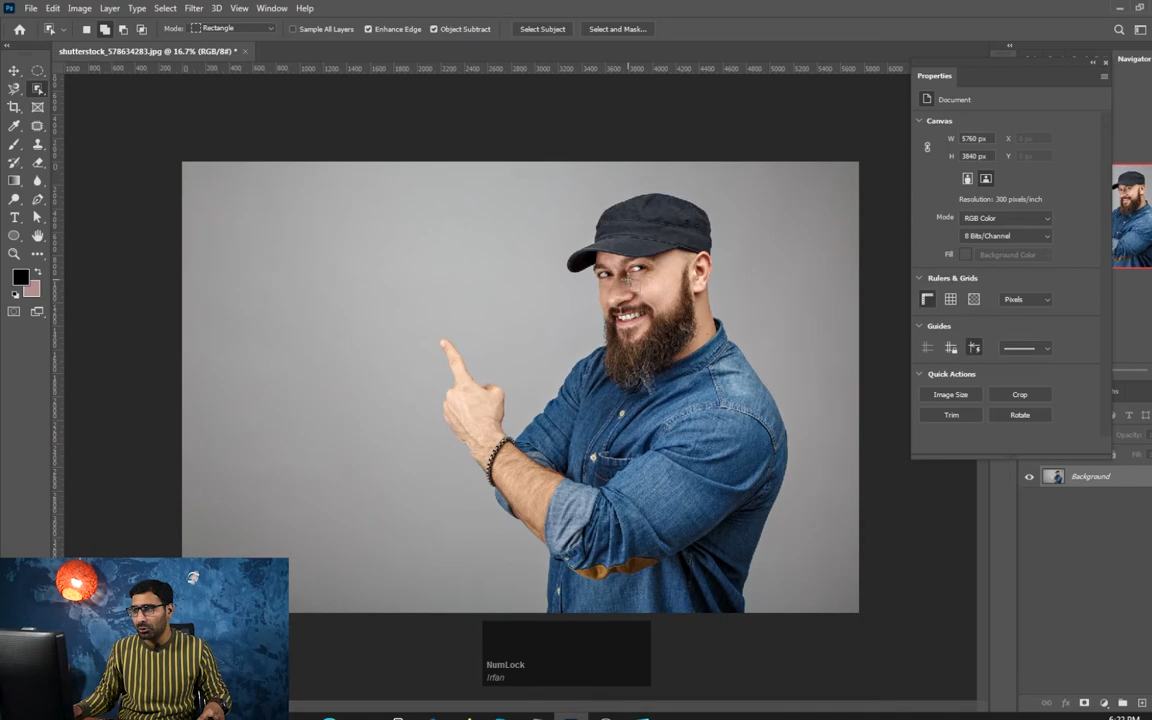 File Edit Image Layer Type Select Filter 3D View Window Help
Mode: Rectangle Sample All Layers Enhance Edge Object Subtract Select Subject Select and Mask...
shutterstock_578634283.jpg @ 16.7% (RGB/8#) *
Properties
Navigator
Document
Canvas
W 5760 px X 0 px
H 3840 px Y 0 px
Resolution: 300 pixels/inch
Mode RGB Color
8 Bits/Channel
Fill Background Color
Rulers & Grids
Pixels
Guides
Quick Actions
Image Size Crop
Trim Rotate
Opacity:
Fill:
Background
NumLock
Irfan